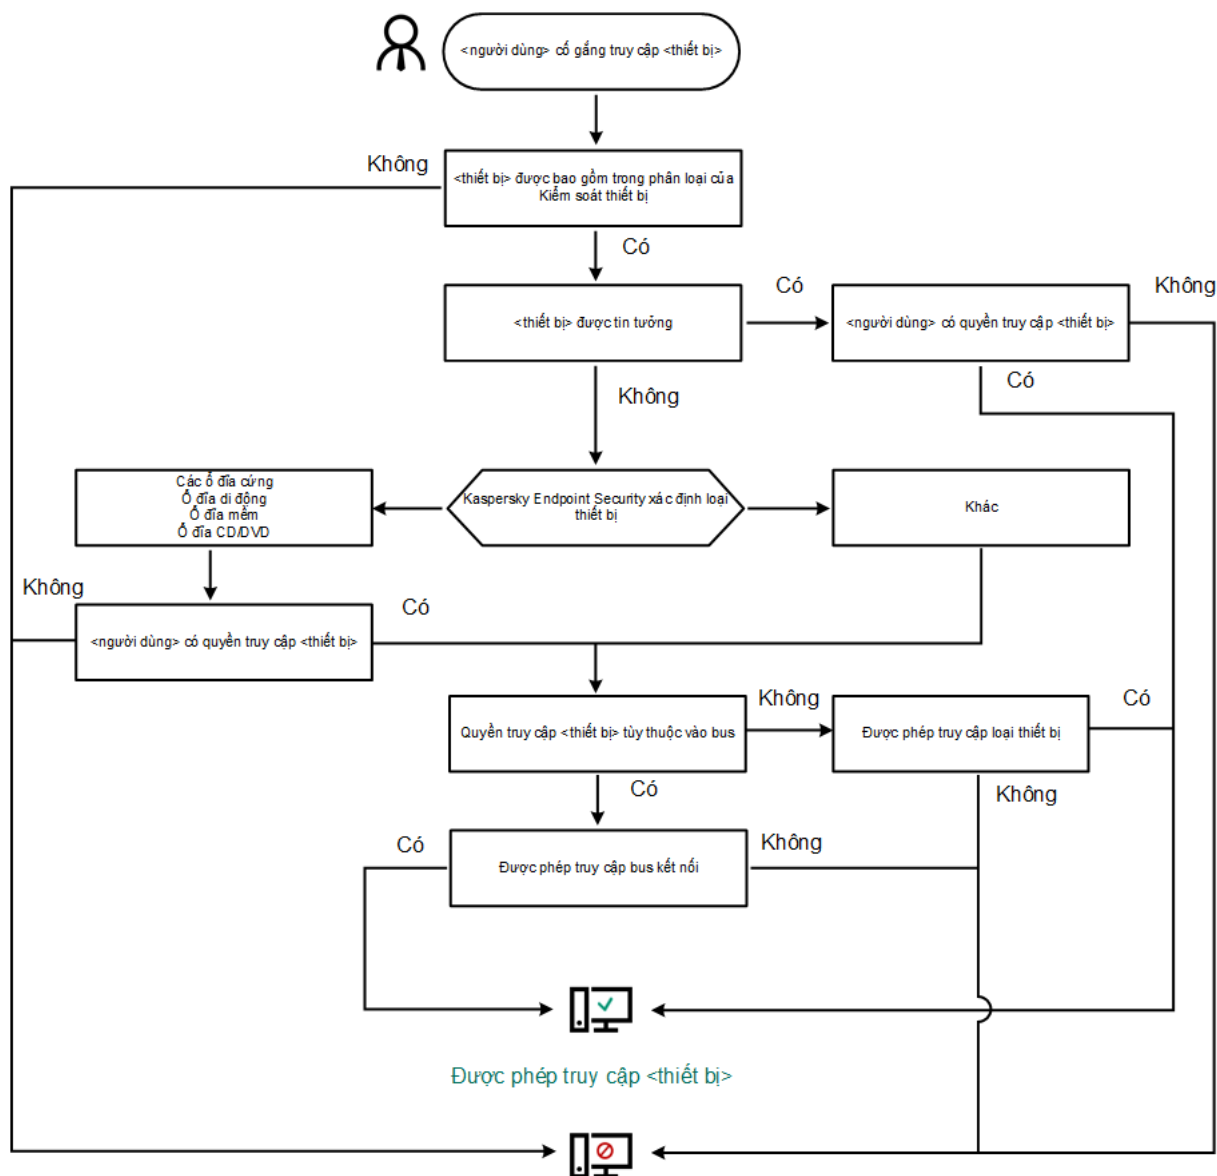 <người dùng> cố gắng truy cập <thiết bị>
Không
<thiết bị> được bao gồm trong phân loại của
Kiểm soát thiết bị
Có
Có
Không
<thiết bị> được tin tưởng
<người dùng> có quyền truy cập <thiết bị>
Có
Không
Các ổ đĩa cứng
Ổ đĩa di động
Ổ đĩa mềm
Ổ đĩa CD/DVD
Kaspersky Endpoint Security xác định loại
thiết bị
Khác
Không
Có
<người dùng> có quyền truy cập <thiết bị>
Không
Có
Quyền truy cập <thiết bị> tùy thuộc vào bus
Được phép truy cập loại thiết bị
Có
Không
Có
Không
Được phép truy cập bus kết nối
Được phép truy cập <thiết bị>